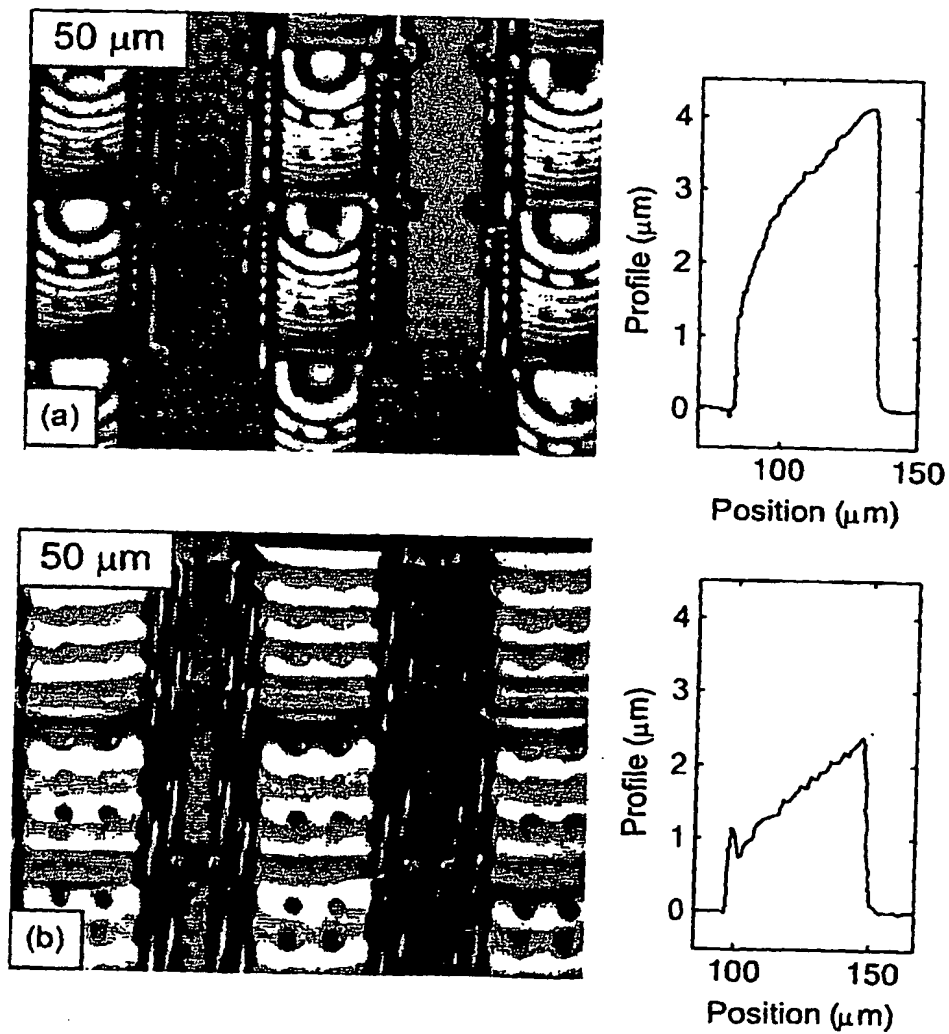 50 μm
(a)
Profile (μm)
4
3
2
1
0
100
150
Position (μm)
50 μm
(b)
Profile (μm)
4
3
2
1
0
100
150
Position (μm)